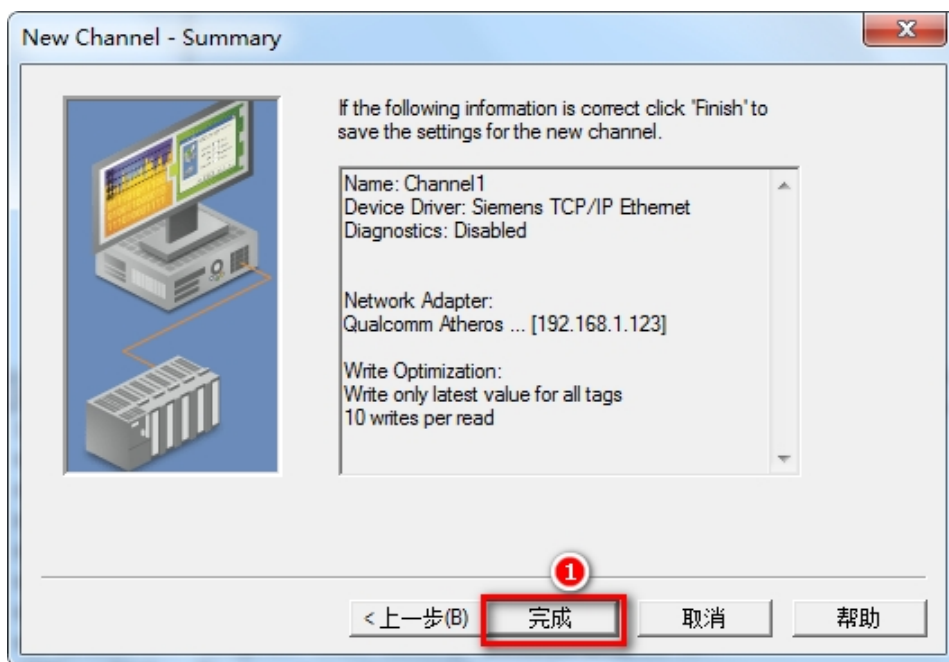 New Channel - Summary
If the following information is correct click 'Finish' to
save the settings for the new channel.
Name: Channel1
Device Driver: Siemens TCP/IP Ethernet
Diagnostics: Disabled
Network Adapter:
Qualcomm Atheros ... [192.168.1.123]
Write Optimization:
Write only latest value for all tags
10 writes per read
1
<上一步(B) 完成 取消 帮助